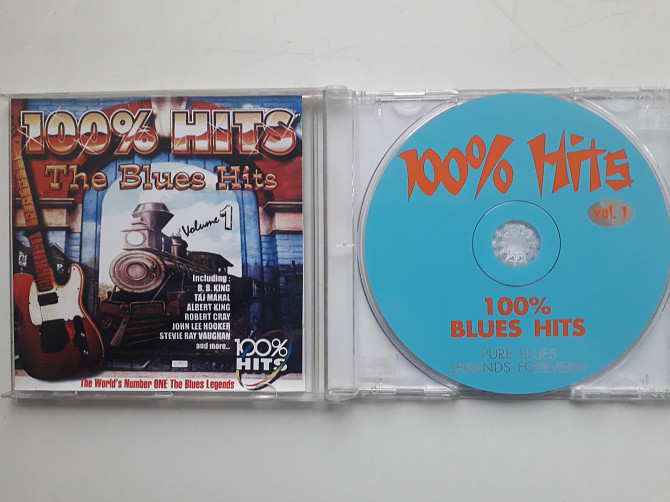 100% HITS
The Blues Hits
Volume 1
Including :
B. B. KING
TAJ MAHAL
ALBERT KING
ROBERT CRAY
JOHN LEE HOOKER
STEVIE RAY VAUGHAN
and more...
100%
HITS
The World's Number ONE The Blues Legends
100% Hits
vol. 1
100%
BLUES HITS
PURE BLUES
LEGENDS FOREVER!!!